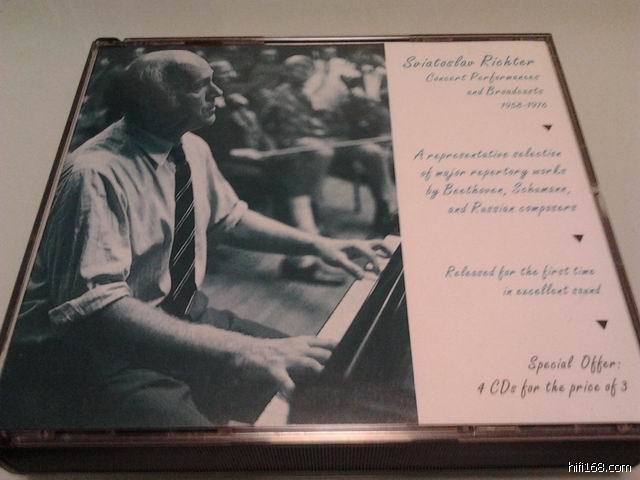 Sviatoslav Richter
Concert Performances
and Broadcasts
1958-1976
A representative selection
of major repertory works
by Beethoven, Schumann,
and Russian composers
Released for the first time
in excellent sound
Special Offer:
4 CDs for the price of 3
hifi168.com